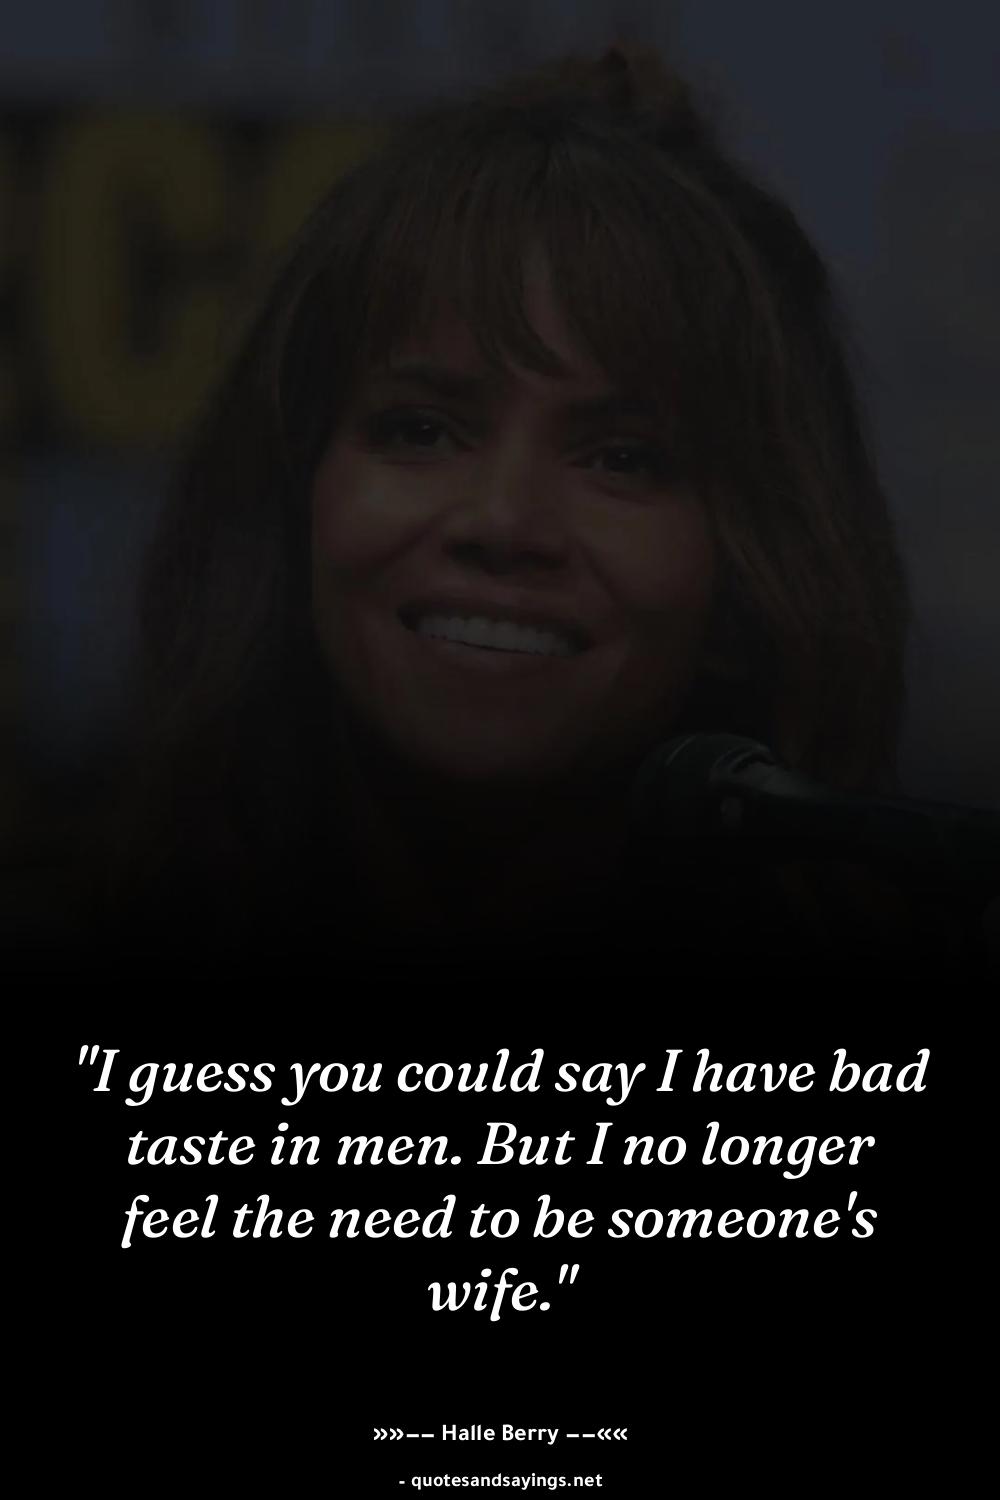 "I guess you could say I have bad
taste in men. But I no longer
feel the need to be someone's
wife."
»»−− Halle Berry −−««
- quotesandsayings.net